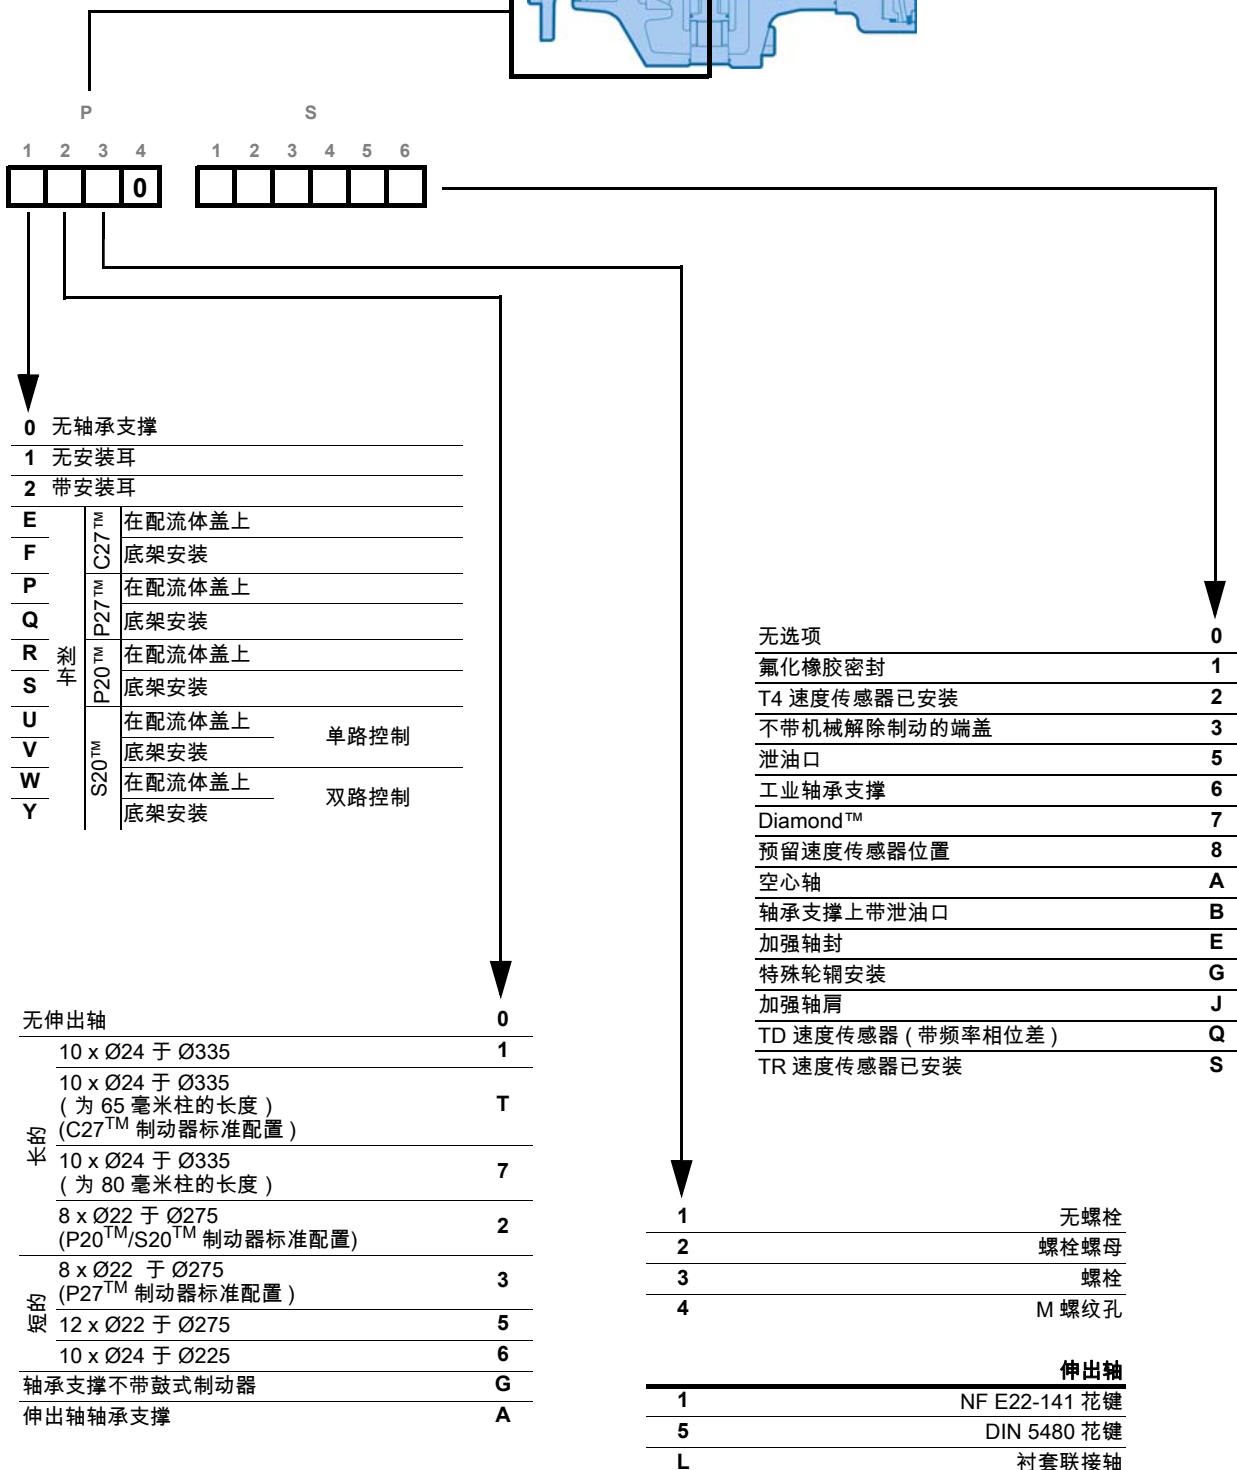 P S
1 2 3 4 1 2 3 4 5 6
0
0 无轴承支撑
1 无安装耳
2 带安装耳
刹车
C27™
E 在配流体盖上
F 底架安装
P27™
P 在配流体盖上
Q 底架安装
P20™
R 在配流体盖上
S 底架安装
S20™
U 在配流体盖上
V 底架安装
单路控制
W 在配流体盖上
Y 底架安装
双路控制
无选项 0
氟化橡胶密封 1
T4 速度传感器已安装 2
不带机械解除制动的端盖 3
泄油口 5
工业轴承支撑 6
Diamond™ 7
预留速度传感器位置 8
空心轴 A
轴承支撑上带泄油口 B
加强轴封 E
特殊轮辋安装 G
加强轴肩 J
TD 速度传感器 ( 带频率相位差 ) Q
TR 速度传感器已安装 S
无伸出轴 0
长的
10 x Ø24 于 Ø335 1
10 x Ø24 于 Ø335
( 为 65 毫米柱的长度 ) T
(C27TM 制动器标准配置 )
10 x Ø24 于 Ø335
( 为 80 毫米柱的长度 ) 7
8 x Ø22 于 Ø275
(P20TM/S20TM 制动器标准配置) 2
短的
8 x Ø22 于 Ø275
(P27TM 制动器标准配置 ) 3
12 x Ø22 于 Ø275 5
10 x Ø24 于 Ø225 6
轴承支撑不带鼓式制动器 G
伸出轴轴承支撑 A
1 无螺栓
2 螺栓螺母
3 螺栓
4 M 螺纹孔
伸出轴
1 NF E22-141 花键
5 DIN 5480 花键
L 衬套联接轴